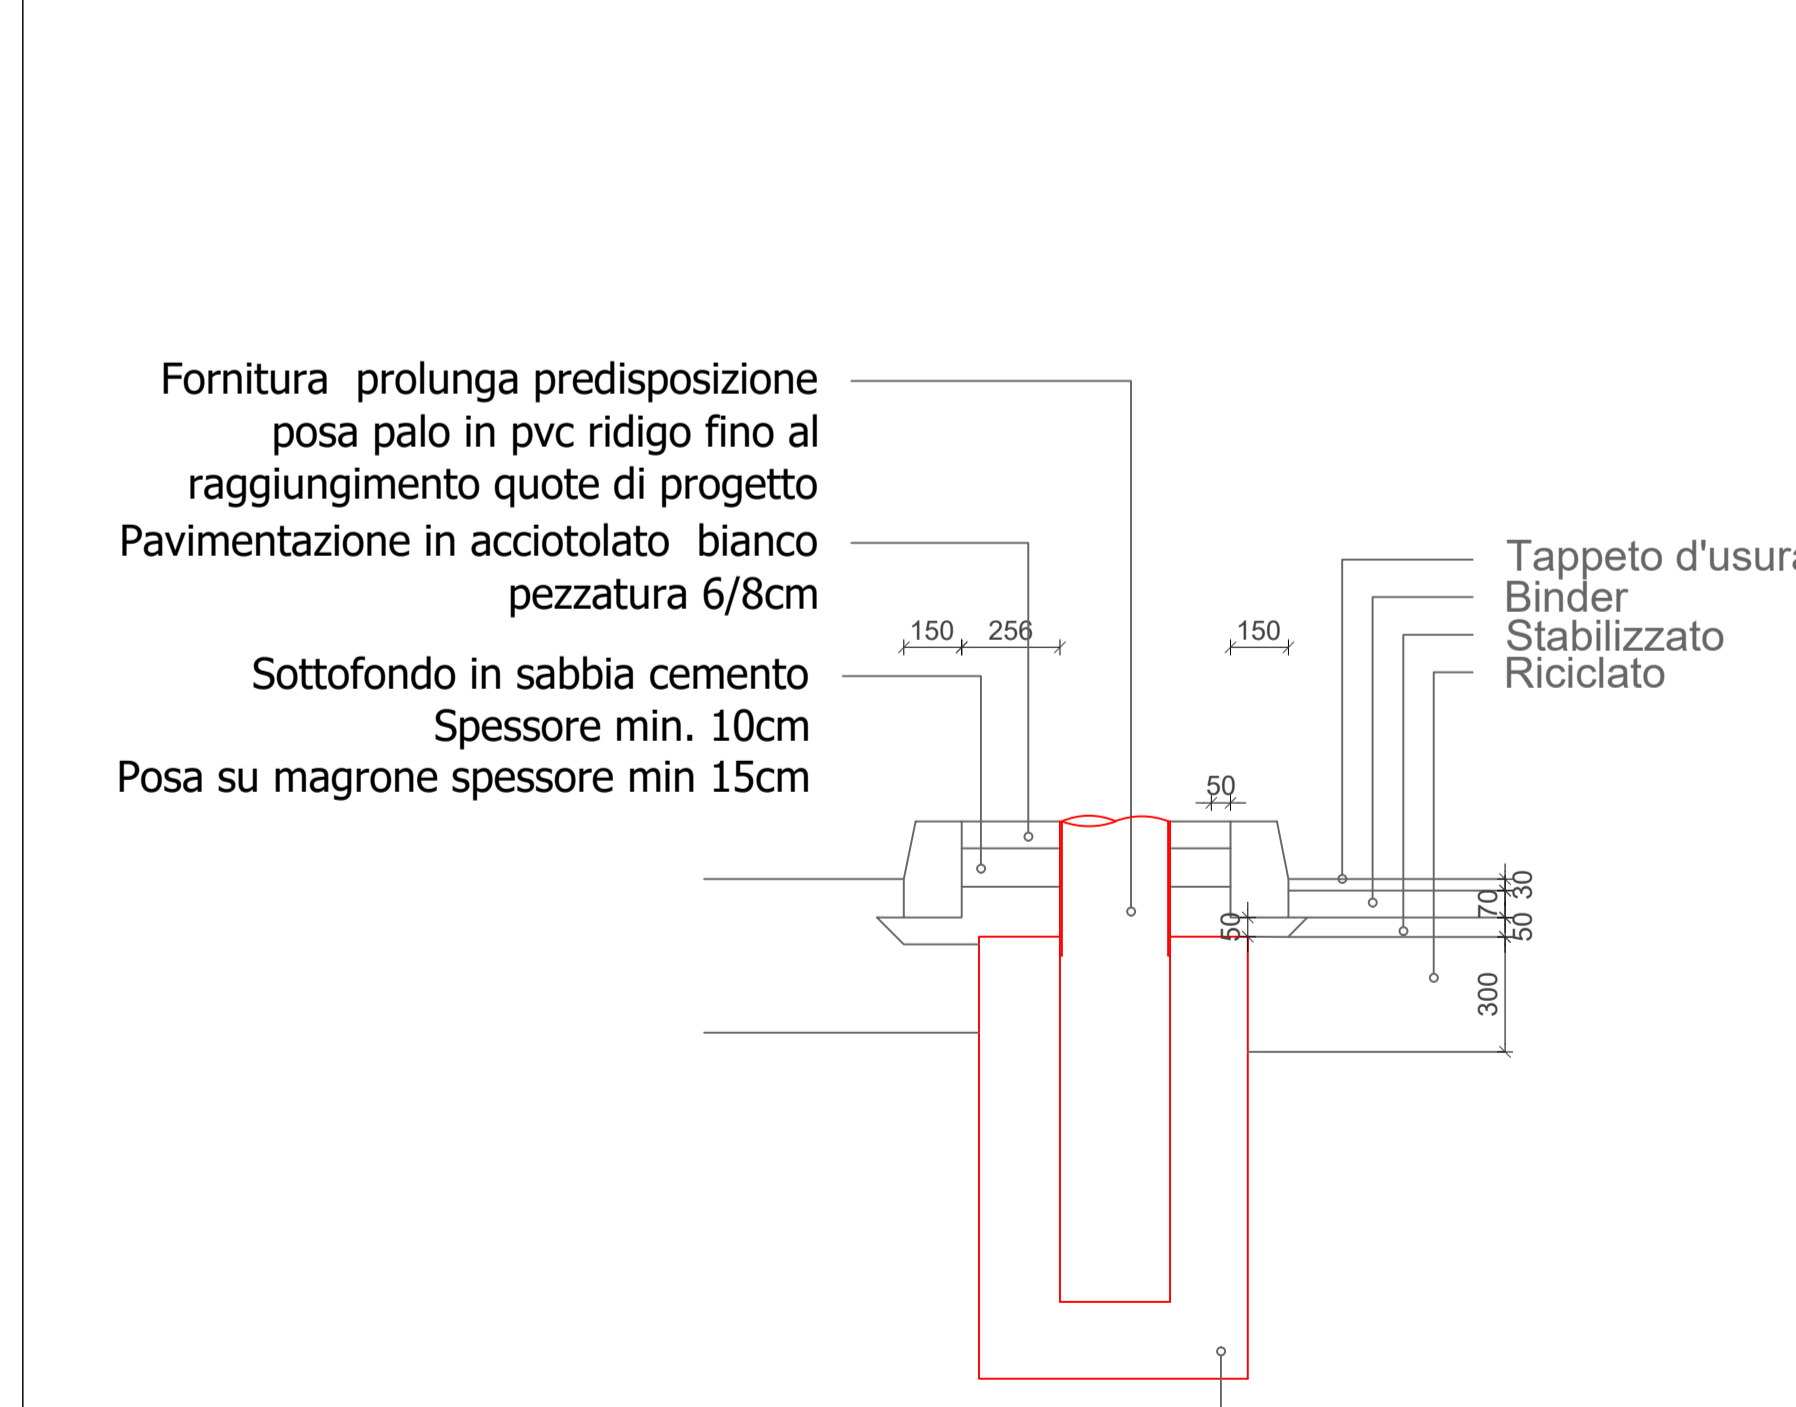 Fornitura  prolunga predisposizione
posa palo in pvc ridigo fino al
raggiungimento quote di progetto
Pavimentazione in acciotolato  bianco
pezzatura 6/8cm
Sottofondo in sabbia cemento
Spessore min. 10cm
Posa su magrone spessore min 15cm
150
256
150
Tappeto d'usura
Binder
Stabilizzato
Riciclato
50
50
30
70
50
300